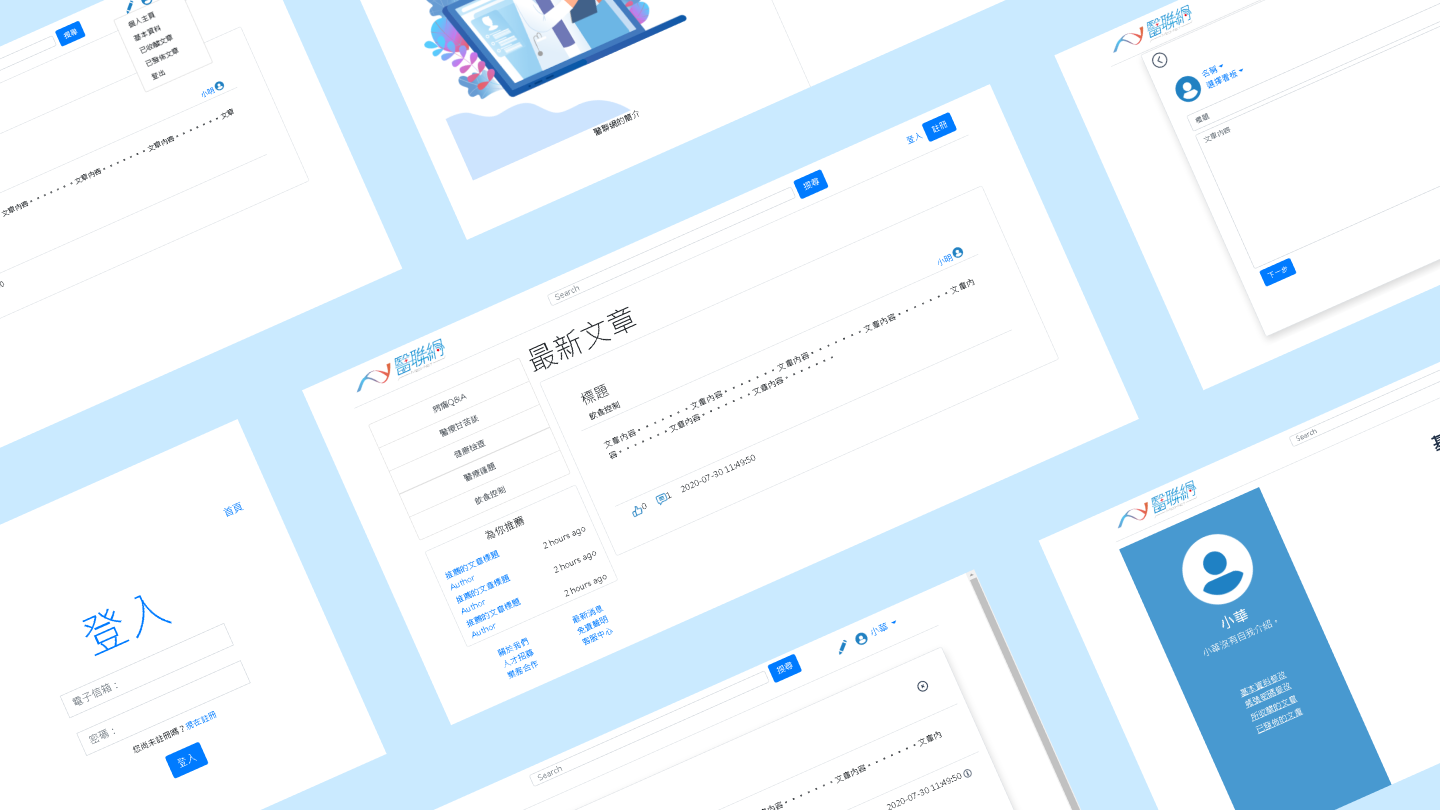 搜尋
個人主頁
基本資料
已收藏文章
已發佈文章
登出
小明
文章內容・・・・・・・文章內容・・・・・・・文章內容・・・・・・・文章
醫聯網的簡介
登入 註冊
搜尋
Search
醫聯網
最新文章
病痛Q&A
醫療甘苦談
健康檢查
醫療議題
飲食控制
小明
標題
飲食控制
文章內容・・・・・・・文章內容・・・・・・・文章內容・・・・・・・文章內容・・・・・・・文章內
容・・・・・・・文章內容・・・・・・・文章內容・・・・・・・
0 1 2020-07-30 11:49:50
為你推薦
推薦的文章標題 2 hours ago
Author
推薦的文章標題 2 hours ago
Author
推薦的文章標題 2 hours ago
Author
關於我們 最新消息
人才招募 免責聲明
業務合作 客服中心
醫聯網
名稱
選擇看板
標題
文章內容
下一步
首頁
登入
電子信箱：
密碼：
您尚未註冊嗎？現在註冊
登入
小華
搜尋
Search
文章內容・・・・・・・文章內
2020-07-30 11:49:50
Search
醫聯網
小華
小華沒有自我介紹。
基本資料修改
帳號密碼修改
所收藏的文章
已發佈的文章